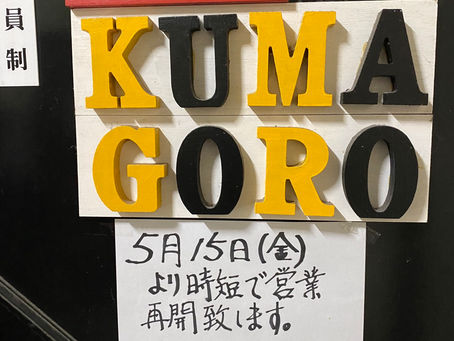 員
制
KUMA
GORO
5月15日(金)
より時短で営業
再開致します。